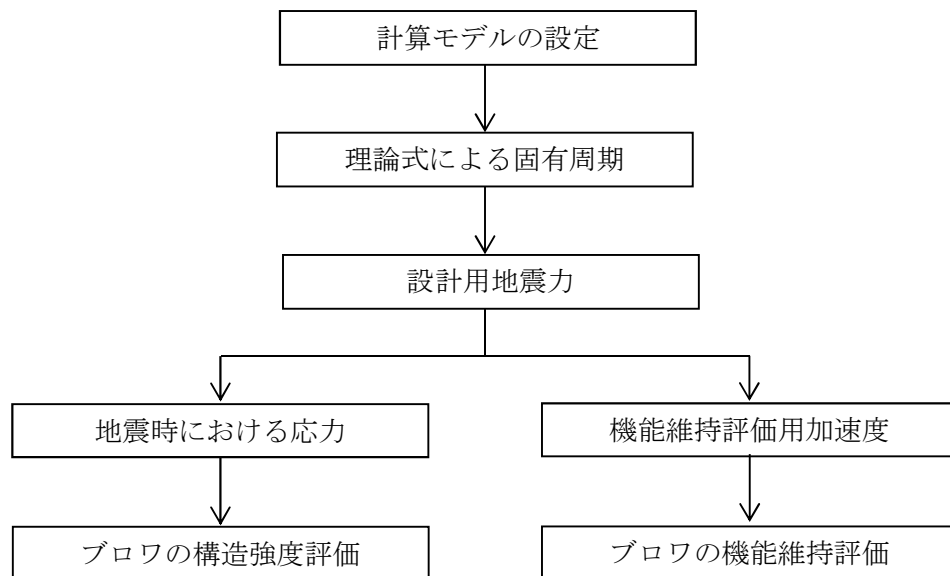 計算モデルの設定
理論式による固有周期
設計用地震力
地震時における応力
機能維持評価用加速度
ブロワの構造強度評価
ブロワの機能維持評価